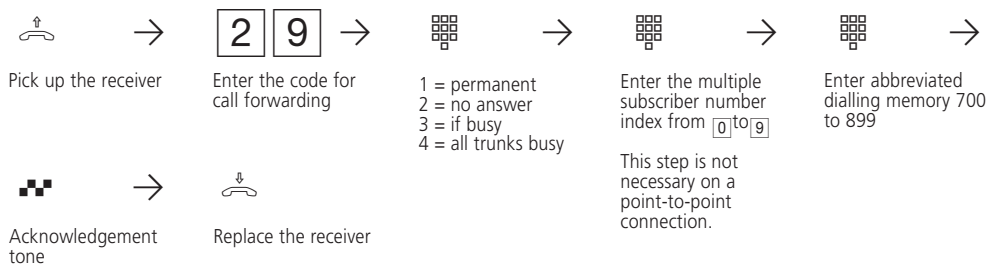 Pick up the receiver
2 9
Enter the code for
call forwarding
1 = permanent
2 = no answer
3 = if busy
4 = all trunks busy
Enter the multiple
subscriber number
index from 0 to 9
This step is not
necessary on a
point-to-point
connection.
Enter abbreviated
dialling memory 700
to 899
Acknowledgement
tone
Replace the receiver